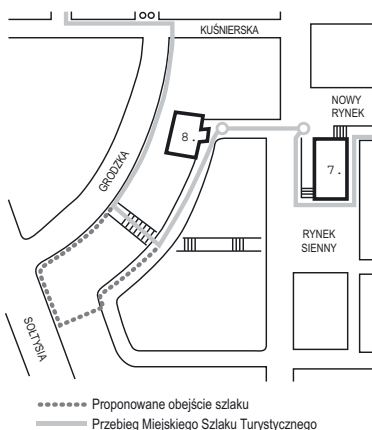 KUŚNIERSKA
NOWY
RYNEK
8.
7.
GRODZKA
RYNEK
SIENNY
SOŁTYSIA
Proponowane obejście szlaku
Przebieg Miejskiego Szlaku Turystycznego